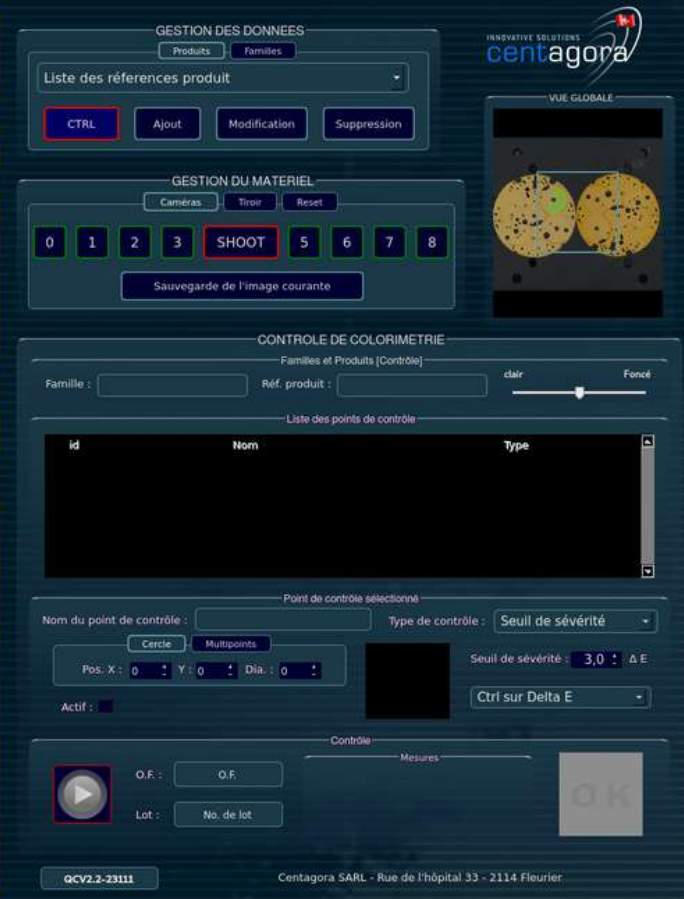 GESTION DES DONNEES
Produits Familles
Liste des réferences produit
CTRL Ajout Modification Suppression
INNOVATIVE SOLUTIONS
centagora
VUE GLOBALE
GESTION DU MATERIEL
Caméras Tiroir Reset
0 1 2 3 SHOOT 5 6 7 8
Sauvegarde de l'image courante
CONTROLE DE COLORIMETRIE
Familles et Produits [Contrôle]
Famille : Réf. produit : clair Foncé
Liste des points de contrôle
id Nom Type
Point de contrôle sélectionné
Nom du point de contrôle : Type de contrôle : Seuil de sévérité
Cercle Multipoints
Pos. X : 0 Y : 0 Dia. : 0
Seuil de sévérité : 3,0 Δ E
Ctrl sur Delta E
Actif :
Contrôle
Mesures
O.F. : O.F.
Lot : No. de lot
OK
QCV2.2-23111
Centagora SARL - Rue de l'hôpital 33 - 2114 Fleurier